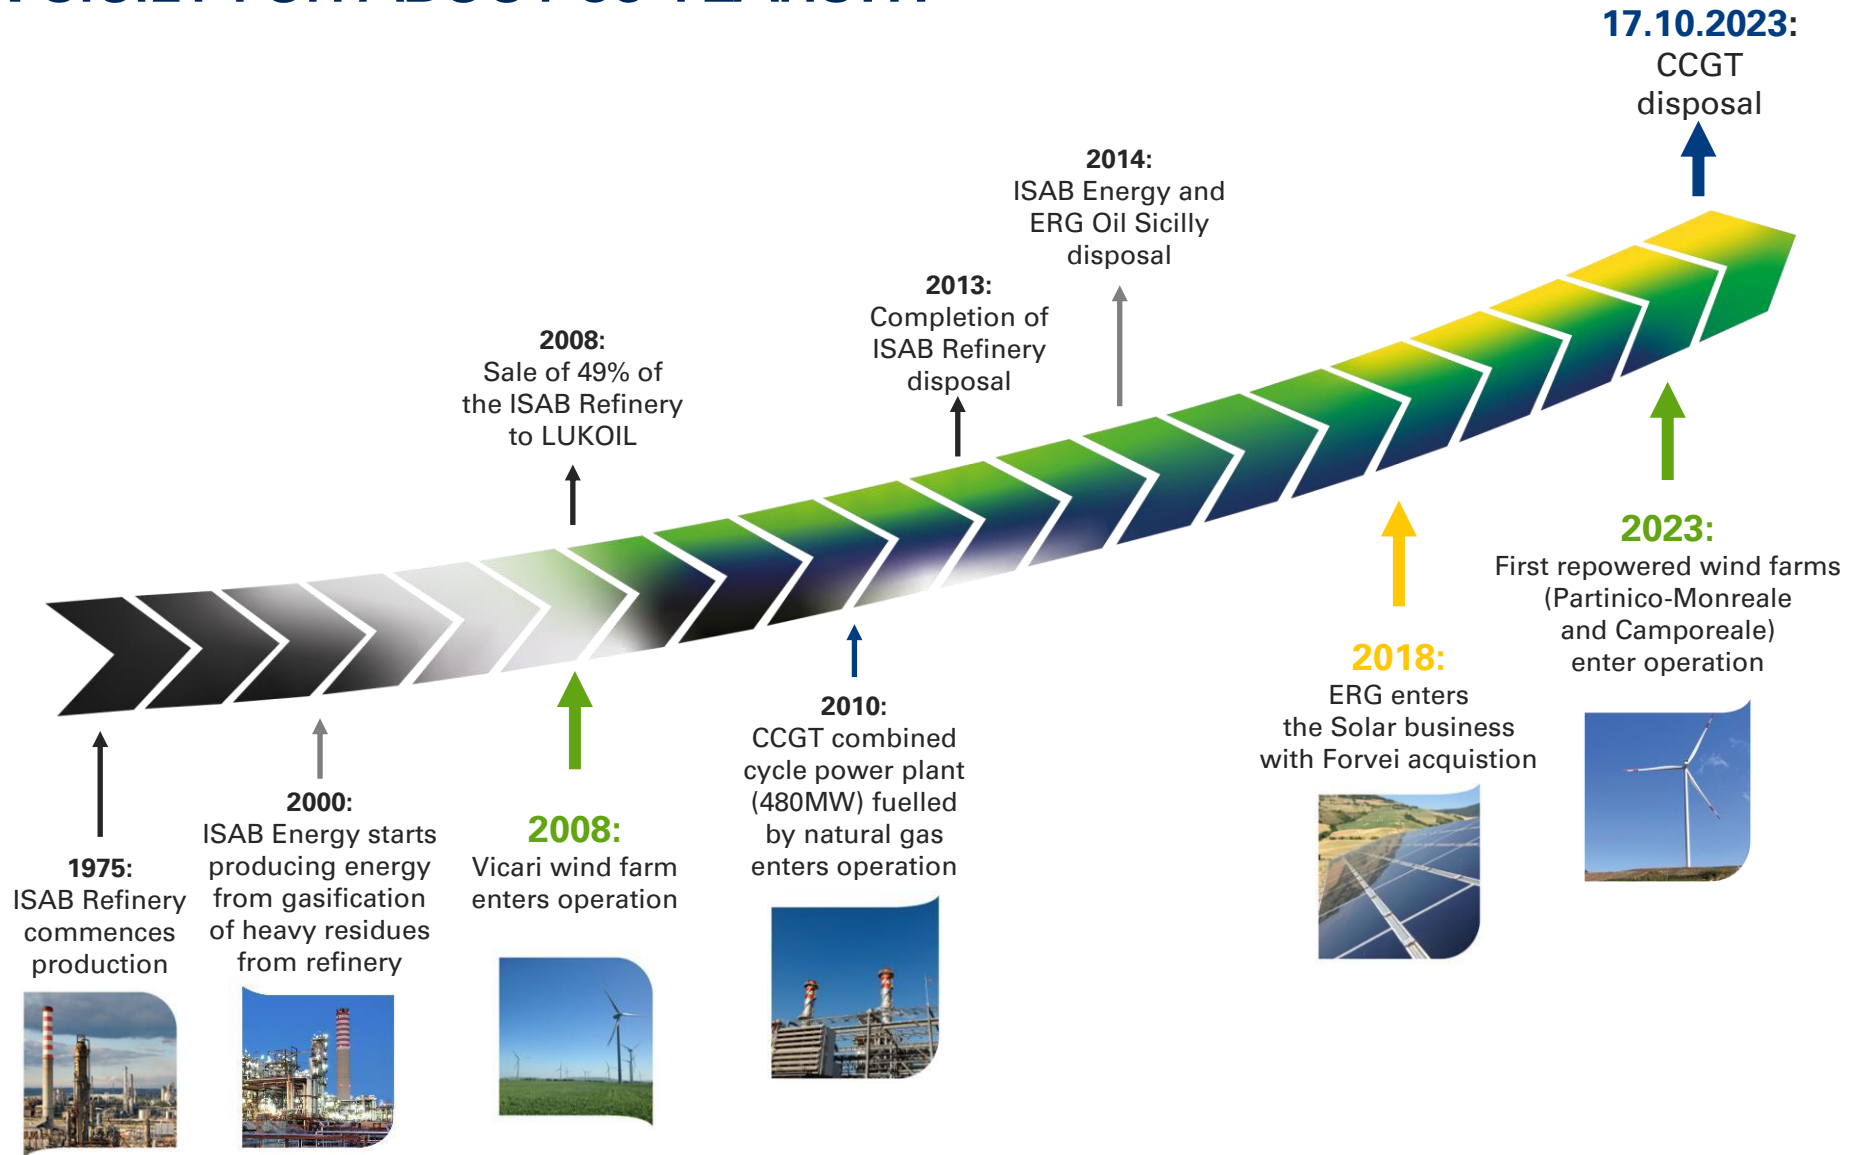 17.10.2023:
CCGT
disposal
2014:
ISAB Energy and
ERG Oil Sicilly
disposal
2013:
Completion of
ISAB Refinery
disposal
2008:
Sale of 49% of
the ISAB Refinery
to LUKOIL
1975:
ISAB Refinery
commences
production
2000:
ISAB Energy starts
producing energy
from gasification
of heavy residues
from refinery
2008:
Vicari wind farm
enters operation
2010:
CCGT combined
cycle power plant
(480MW) fuelled
by natural gas
enters operation
2018:
ERG enters
the Solar business
with Forvei acquistion
2023:
First repowered wind farms
(Partinico-Monreale
and Camporeale)
enter operation